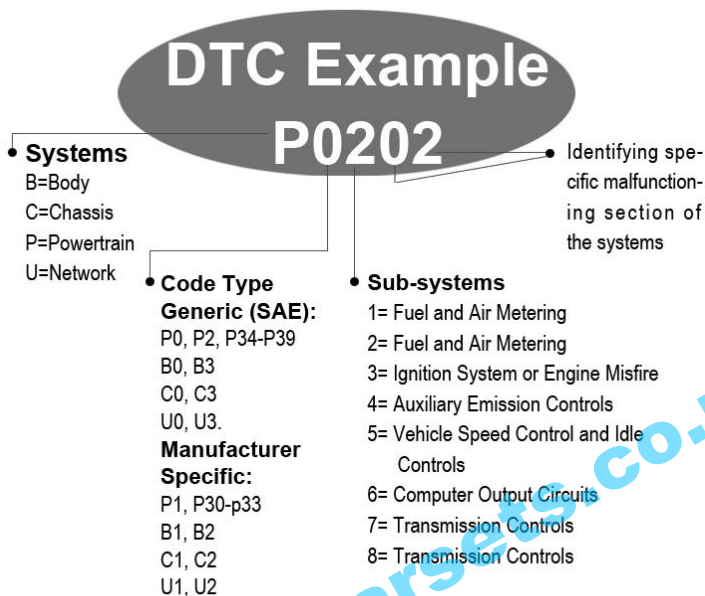 DTC Example
P0202
Systems
B=Body
C=Chassis
P=Powertrain
U=Network
Identifying spe-
cific malfunction-
ing section of
the systems
Code Type
Generic (SAE):
P0, P2, P34-P39
B0, B3
C0, C3
U0, U3.
Manufacturer
Specific:
P1, P30-p33
B1, B2
C1, C2
U1, U2
Sub-systems
1= Fuel and Air Metering
2= Fuel and Air Metering
3= Ignition System or Engine Misfire
4= Auxiliary Emission Controls
5= Vehicle Speed Control and Idle
Controls
6= Computer Output Circuits
7= Transmission Controls
8= Transmission Controls